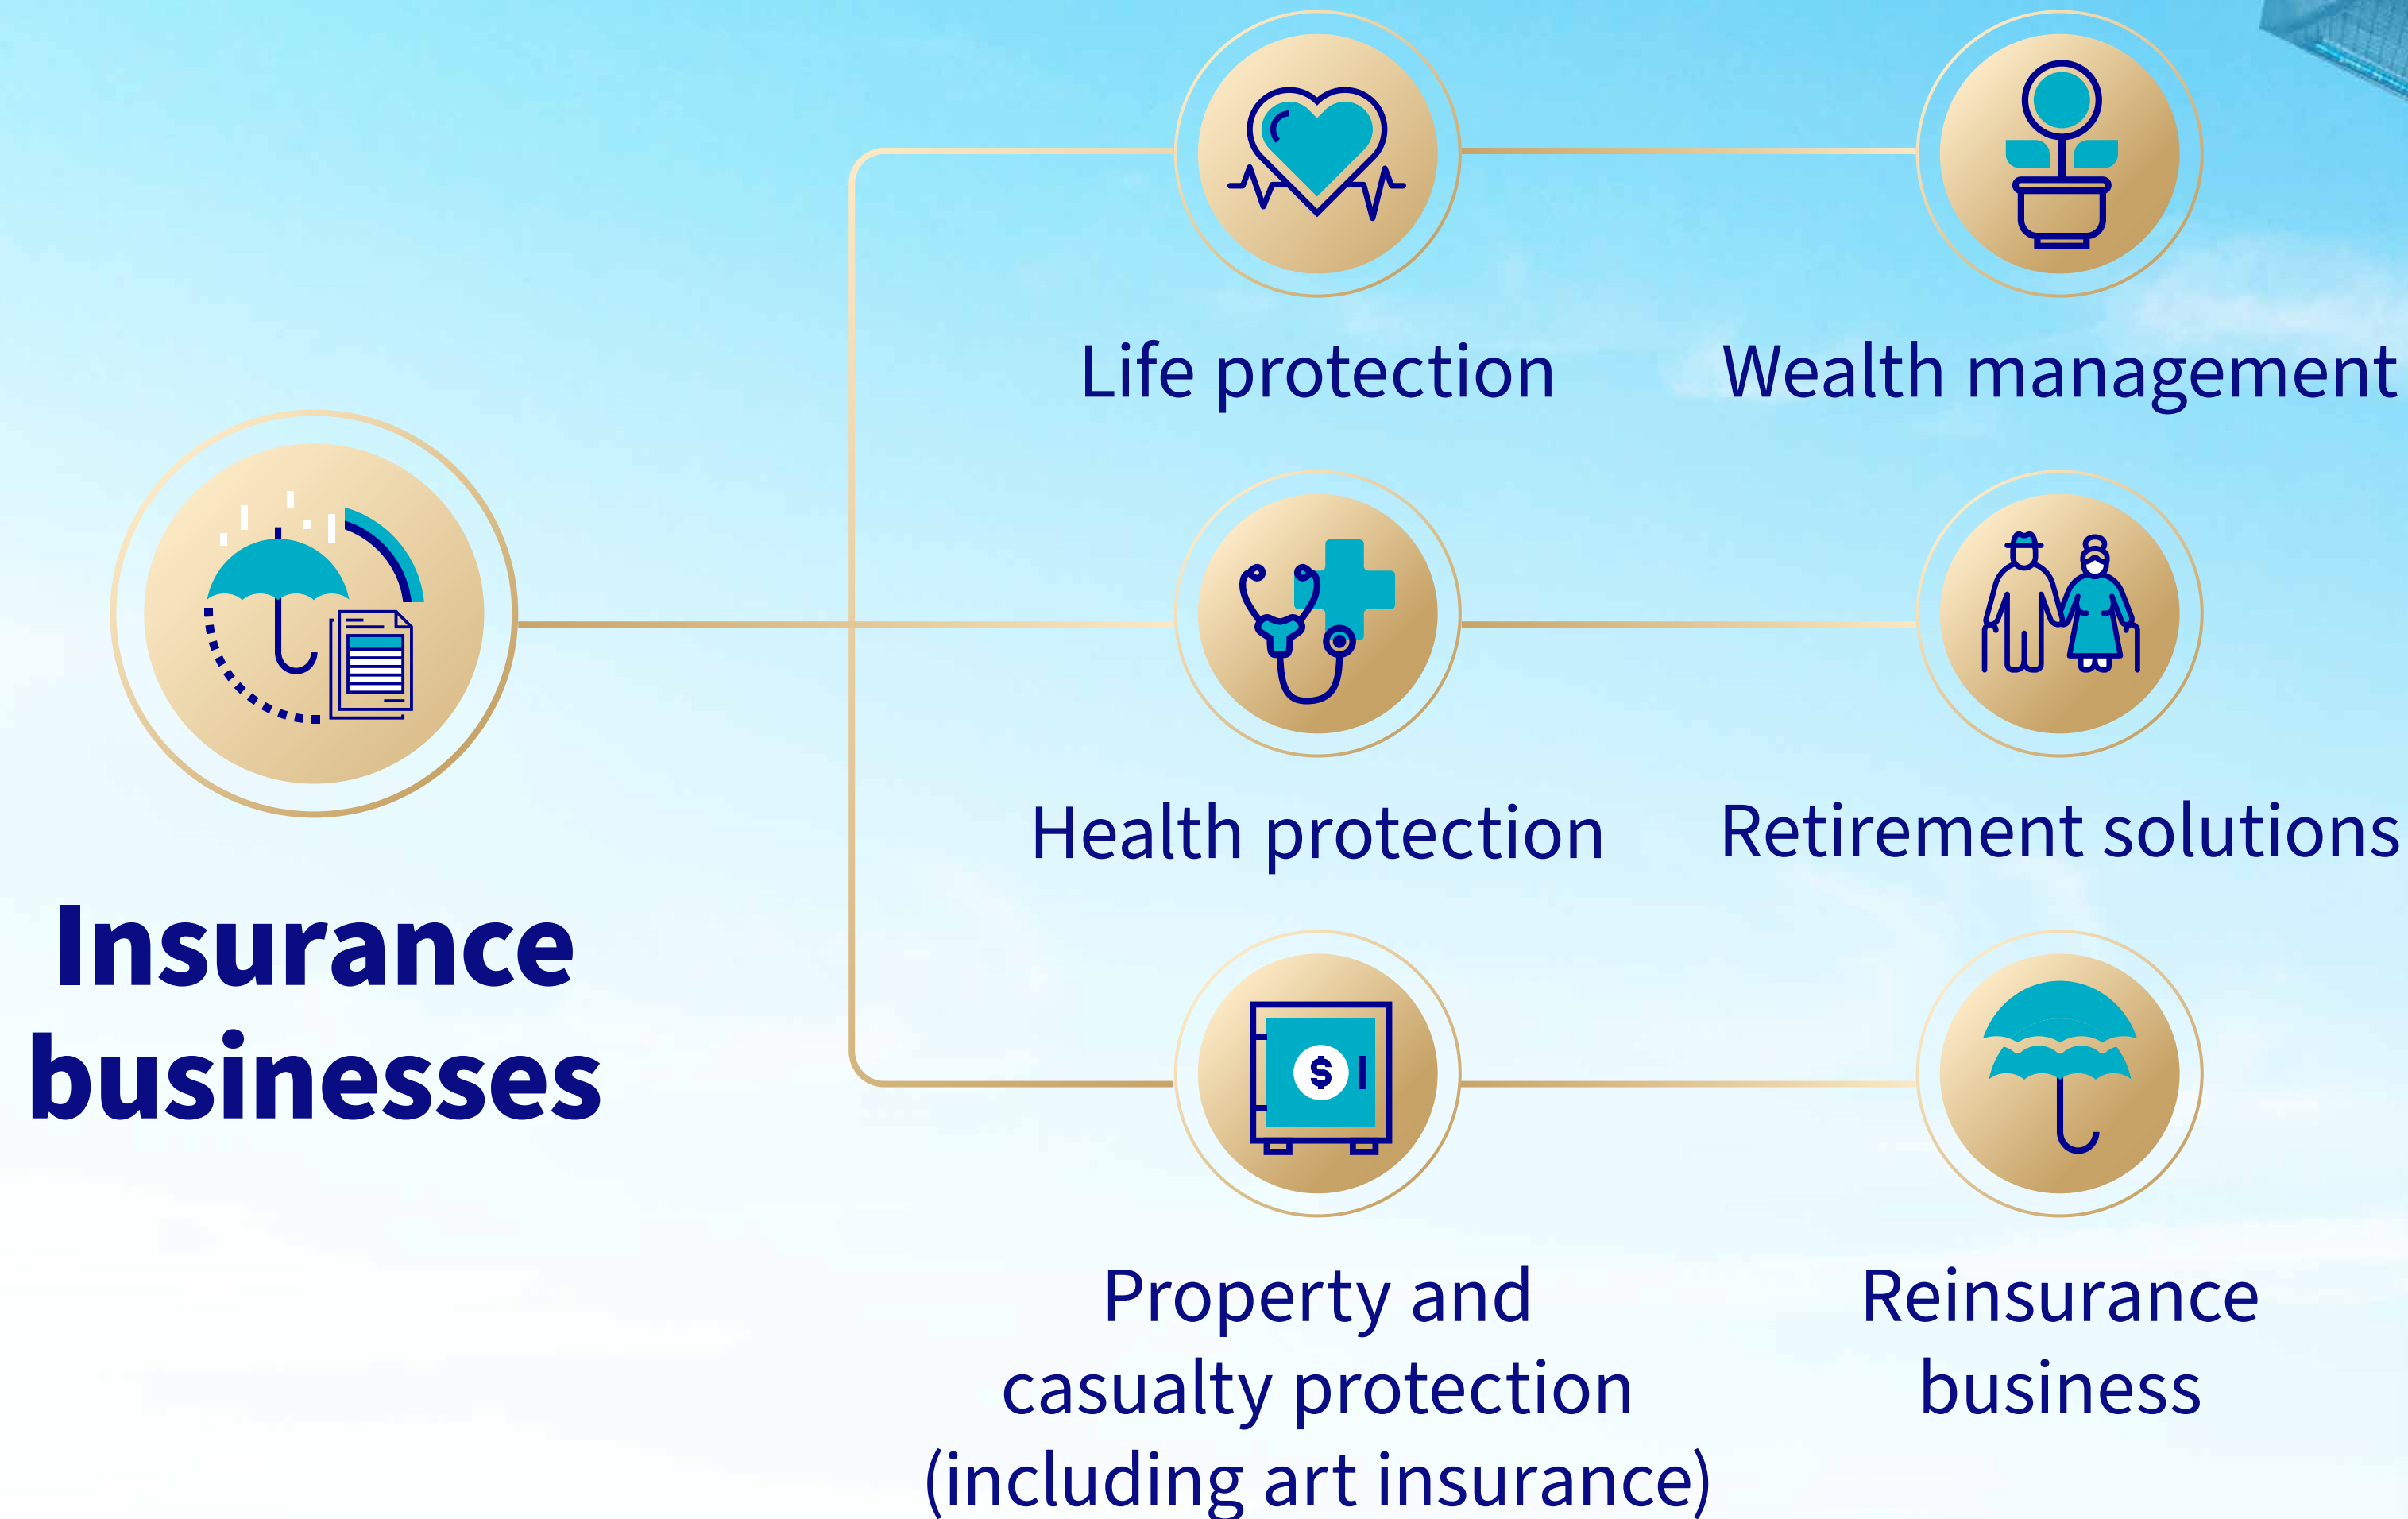 Life protection
Wealth management
Health protection
Retirement solutions
Insurance
businesses
$
Property and
casualty protection
(including art insurance)
Reinsurance
business